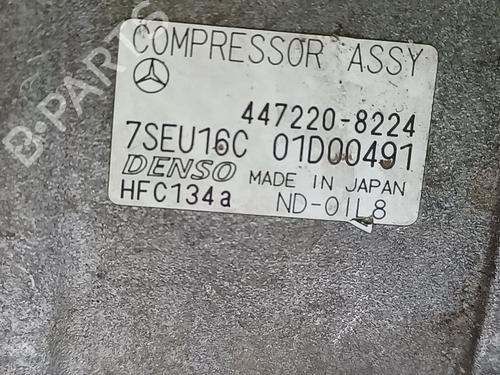 B-PARTS
COMPRESSOR ASSY
447220-8224
7SEU16C 01D00491
DENSO MADE IN JAPAN
HFC134a ND-OIL8